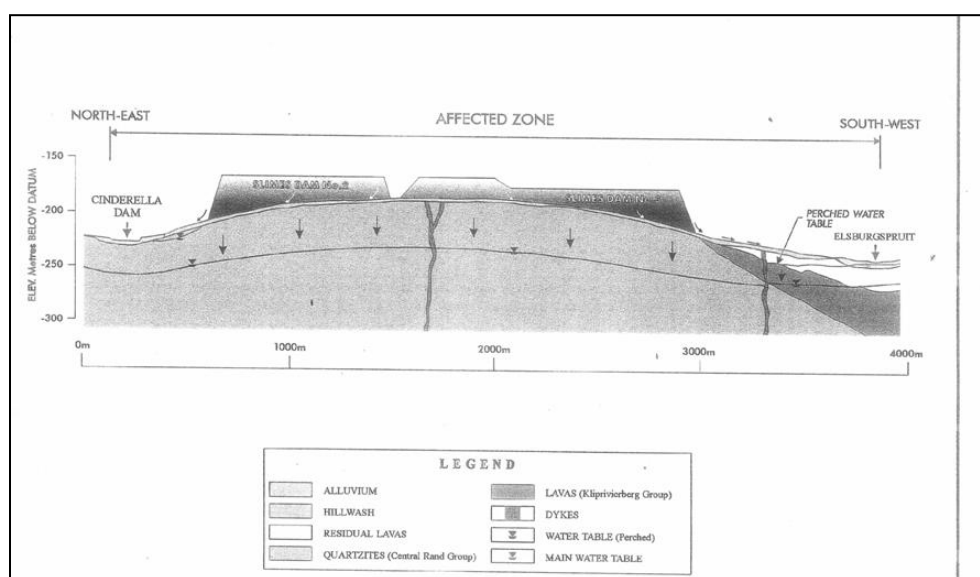 NORTH-EAST
AFFECTED ZONE
SOUTH-WEST
-150
SLIMES DAM No.2
SLIMES DAM
CINDERELLA
DAM
-200
PERCHED WATER
TABLE
ELSBURGSPRUIT
-250
-300
ELEV. Metres BELOW DATUM
0m
1000m
2000m
3000m
4000m
LEGEND
ALLUVIUM
LAVAS (Klipriviersberg Group)
HILLWASH
DYKES
RESIDUAL LAVAS
WATER TABLE (Perched)
QUARTZITES (Central Rand Group)
MAIN WATER TABLE